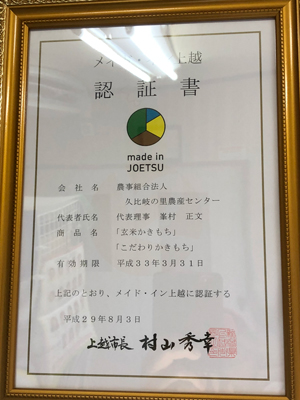 メイド・イン上越
認証書
made in
JOETSU
会社名 農事組合法人
久比岐の里農産センター
代表者氏名 代表理事 峯村 正文
商品名 「玄米かきもち」
「こだわりかきもち」
有効期限 平成33年3月31日
上記のとおり、メイド・イン上越に認証する
平成29年8月3日
上越市長 村山秀幸